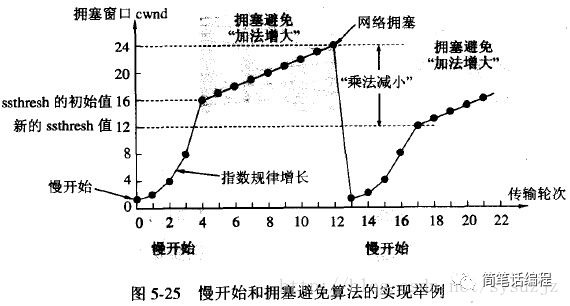 拥塞窗口 cwnd
拥塞避免
“加法增大”
网络拥塞
拥塞避免
“加法增大”
“乘法减小”
24
20
ssthresh 的初始值
16
新的 ssthresh 值
12
8
4
0
慢开始
指数规律增长
传输轮次
0 2 4 6 8 10 12 14 16 18 20 22
慢开始
慢开始
图 5-25 慢开始和拥塞避免算法的实现举例
简笔话编程